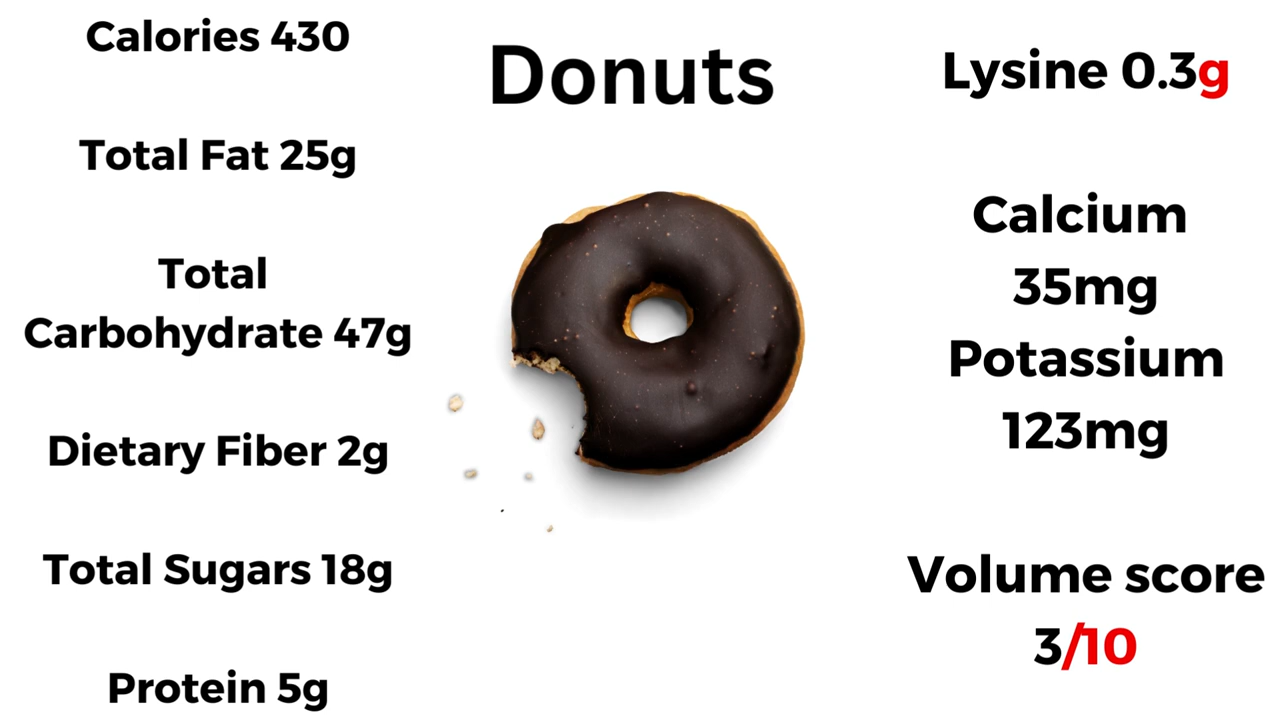 Donuts
Calories 430
Total Fat 25g
Total
Carbohydrate 47g
Dietary Fiber 2g
Total Sugars 18g
Protein 5g
Lysine 0.3g
Calcium
35mg
Potassium
123mg
Volume score
3/10